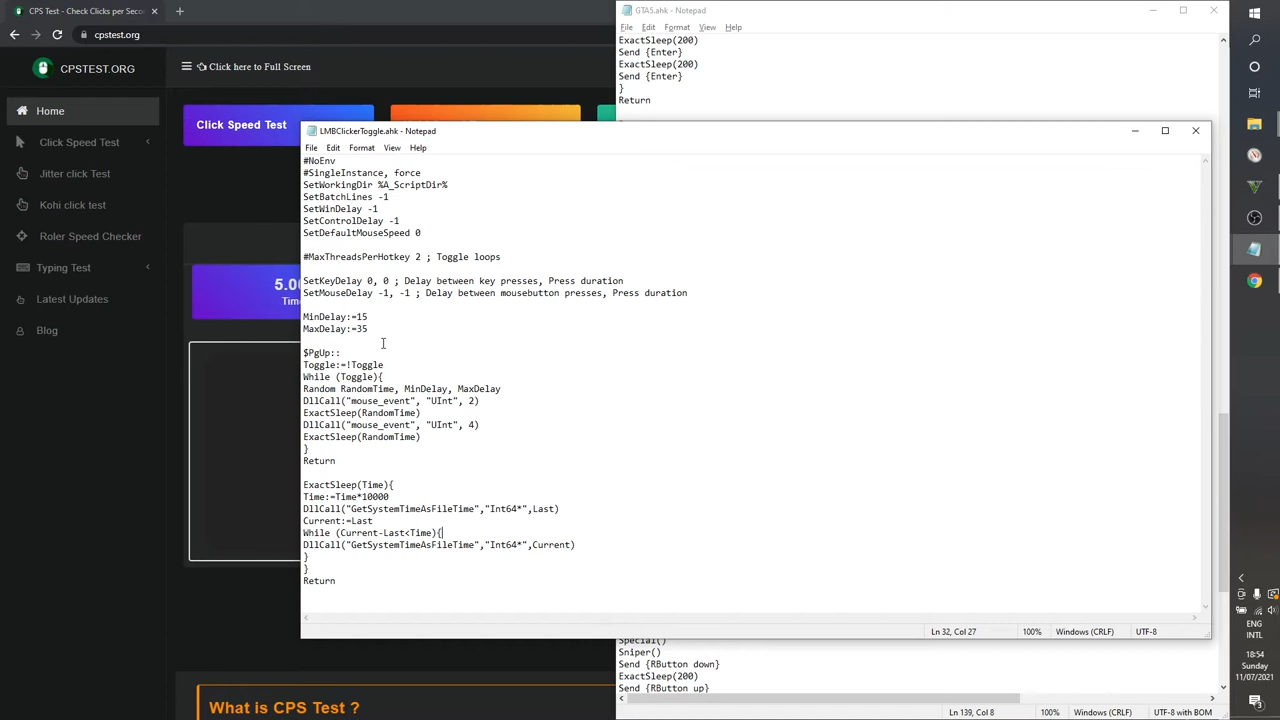 CPS Test - Check Clicks per Seco
cpstest.org
CPSTEST.ORG
Click here to Full Screen
Home
Click Speed Test
Jitter click Test
Kohi click test
Roler Speed Checker
Typing Test
Latest Updates
Blog
Click Speed Test
5.0
Time
What is CPS Test ?
GTA5.ahk - Notepad
File Edit Format View Help
ExactSleep(200)
Send {Enter}
ExactSleep(200)
Send {Enter}
}
Return
LMBClickerToggle.ahk - Notepad
File Edit Format View Help
#NoEnv
#SingleInstance, force
SetWorkingDir %A_ScriptDir%
SetBatchLines -1
SetWinDelay -1
SetControlDelay -1
SetDefaultMouseSpeed 0
#MaxThreadsPerHotkey 2 ; Toggle loops
SetKeyDelay 0, 0 ; Delay between key presses, Press duration
SetMouseDelay -1, -1 ; Delay between mousebutton presses, Press duration
MinDelay:=15
MaxDelay:=35
$PgUp::
Toggle:=!Toggle
While (Toggle){
Random RandomTime, MinDelay, MaxDelay
DllCall("mouse_event", "UInt", 2)
ExactSleep(RandomTime)
DllCall("mouse_event", "UInt", 4)
ExactSleep(RandomTime)
}
Return
ExactSleep(Time){
Time:=Time*10000
DllCall("GetSystemTimeAsFileTime","Int64*",Last)
Current:=Last
While (Current-Last<Time){
DllCall("GetSystemTimeAsFileTime","Int64*",Current)
}
}
Return
Ln 32, Col 27 100% Windows (CRLF) UTF-8
Special()
Sniper()
Send {RButton down}
ExactSleep(200)
Send {RButton up}
Ln 139, Col 8 100% Windows (CRLF) UTF-8 with BOM
ENG
INTL
18:54
Sunday
11/07/2021
3